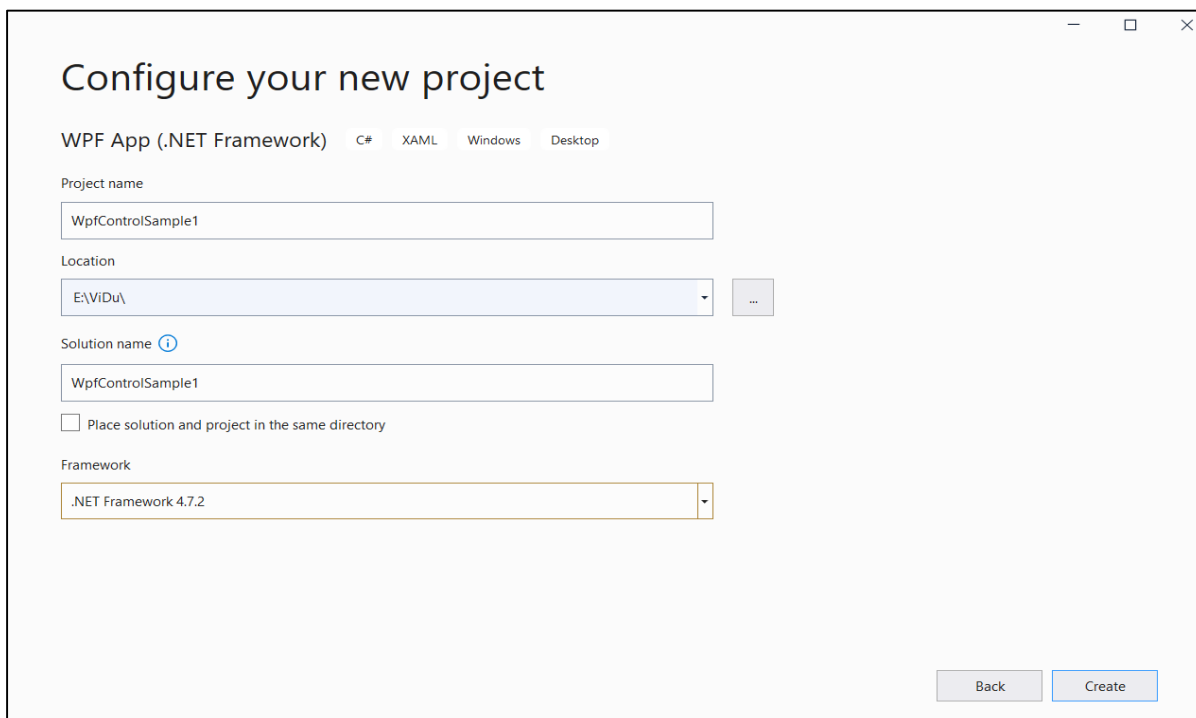 Configure your new project
WPF App (.NET Framework) C# XAML Windows Desktop
Project name
WpfControlSample1
Location
E:\ViDu\
...
Solution name
WpfControlSample1
Place solution and project in the same directory
Framework
.NET Framework 4.7.2
Back Create